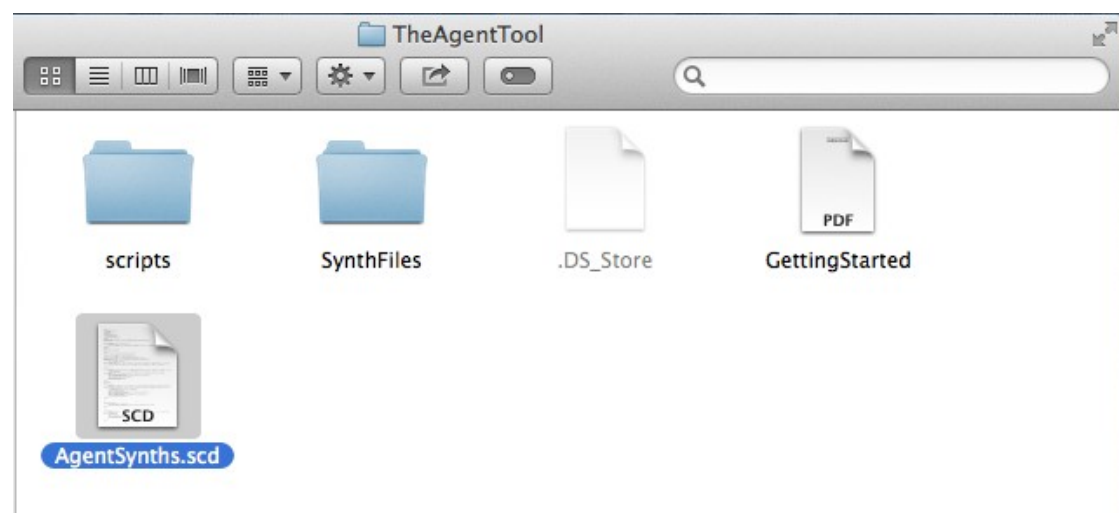 TheAgentTool
scripts
SynthFiles
.DS_Store
PDF
GettingStarted
SCD
AgentSynths.scd